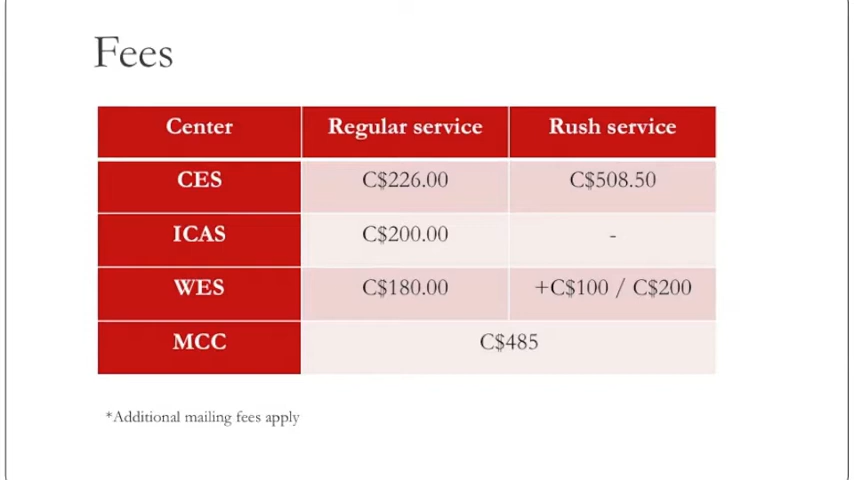 Fees
Center Regular service Rush service
CES C$226.00 C$508.50
ICAS C$200.00 -
WES C$180.00 +C$100 / C$200
MCC C$485
*Additional mailing fees apply